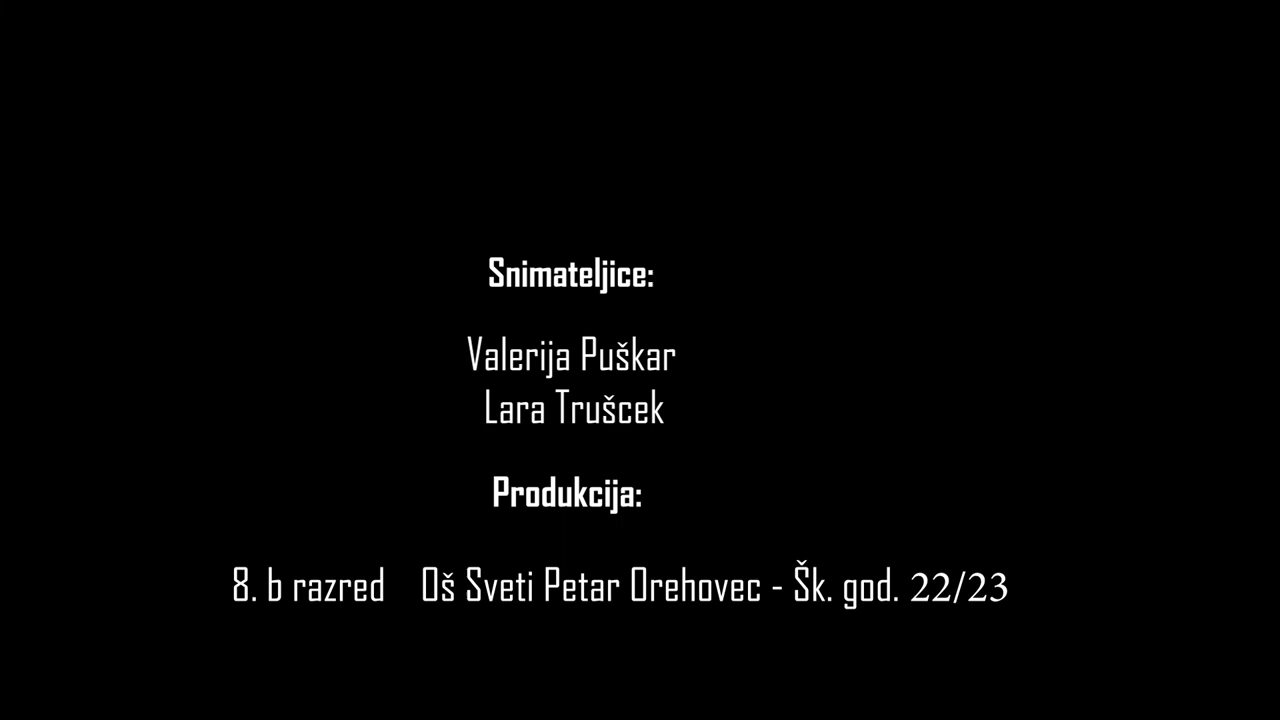 Snimateljice:
Valerija Puškar
Lara Trušcek
Produkcija:
8. b razred Oš Sveti Petar Orehovec - Šk. god. 22/23